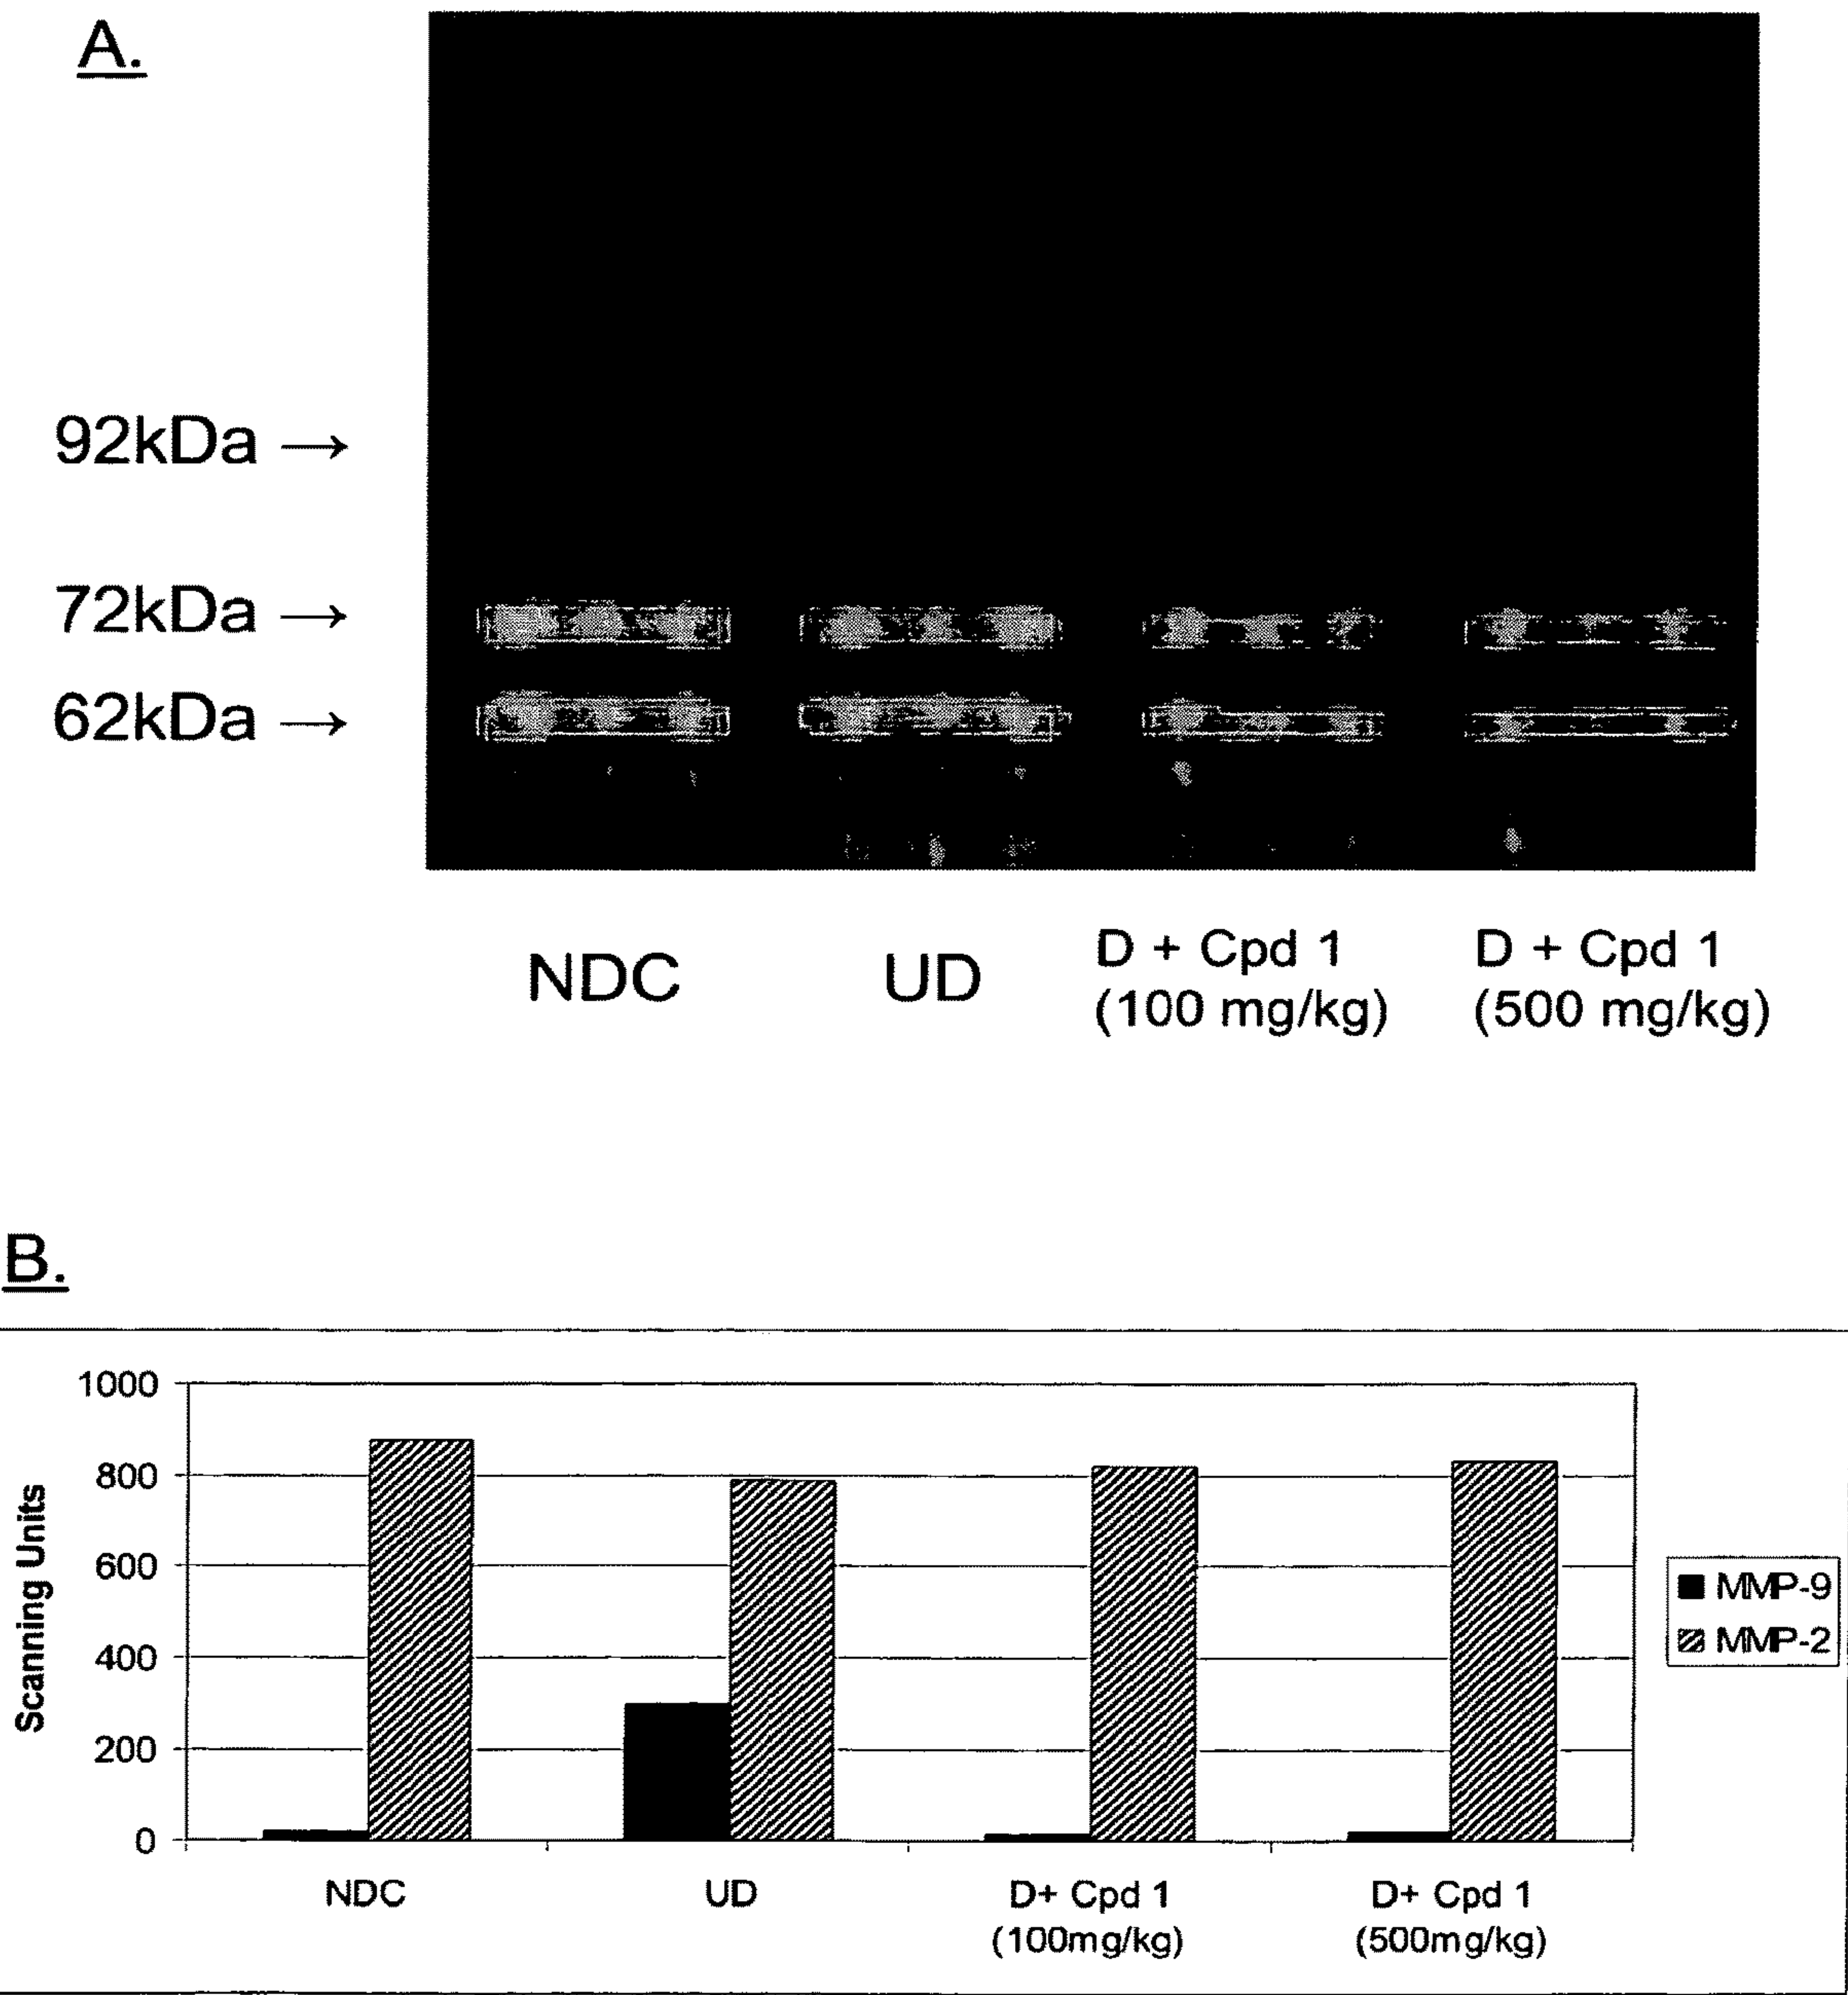 A.
92kDa →
72kDa →
62kDa →
NDC
UD
D + Cpd 1
(100 mg/kg)
D + Cpd 1
(500 mg/kg)
B.
Scanning Units
1000
800
600
400
200
0
NDC
UD
D+ Cpd 1
(100mg/kg)
D+ Cpd 1
(500mg/kg)
MMP-9
MMP-2